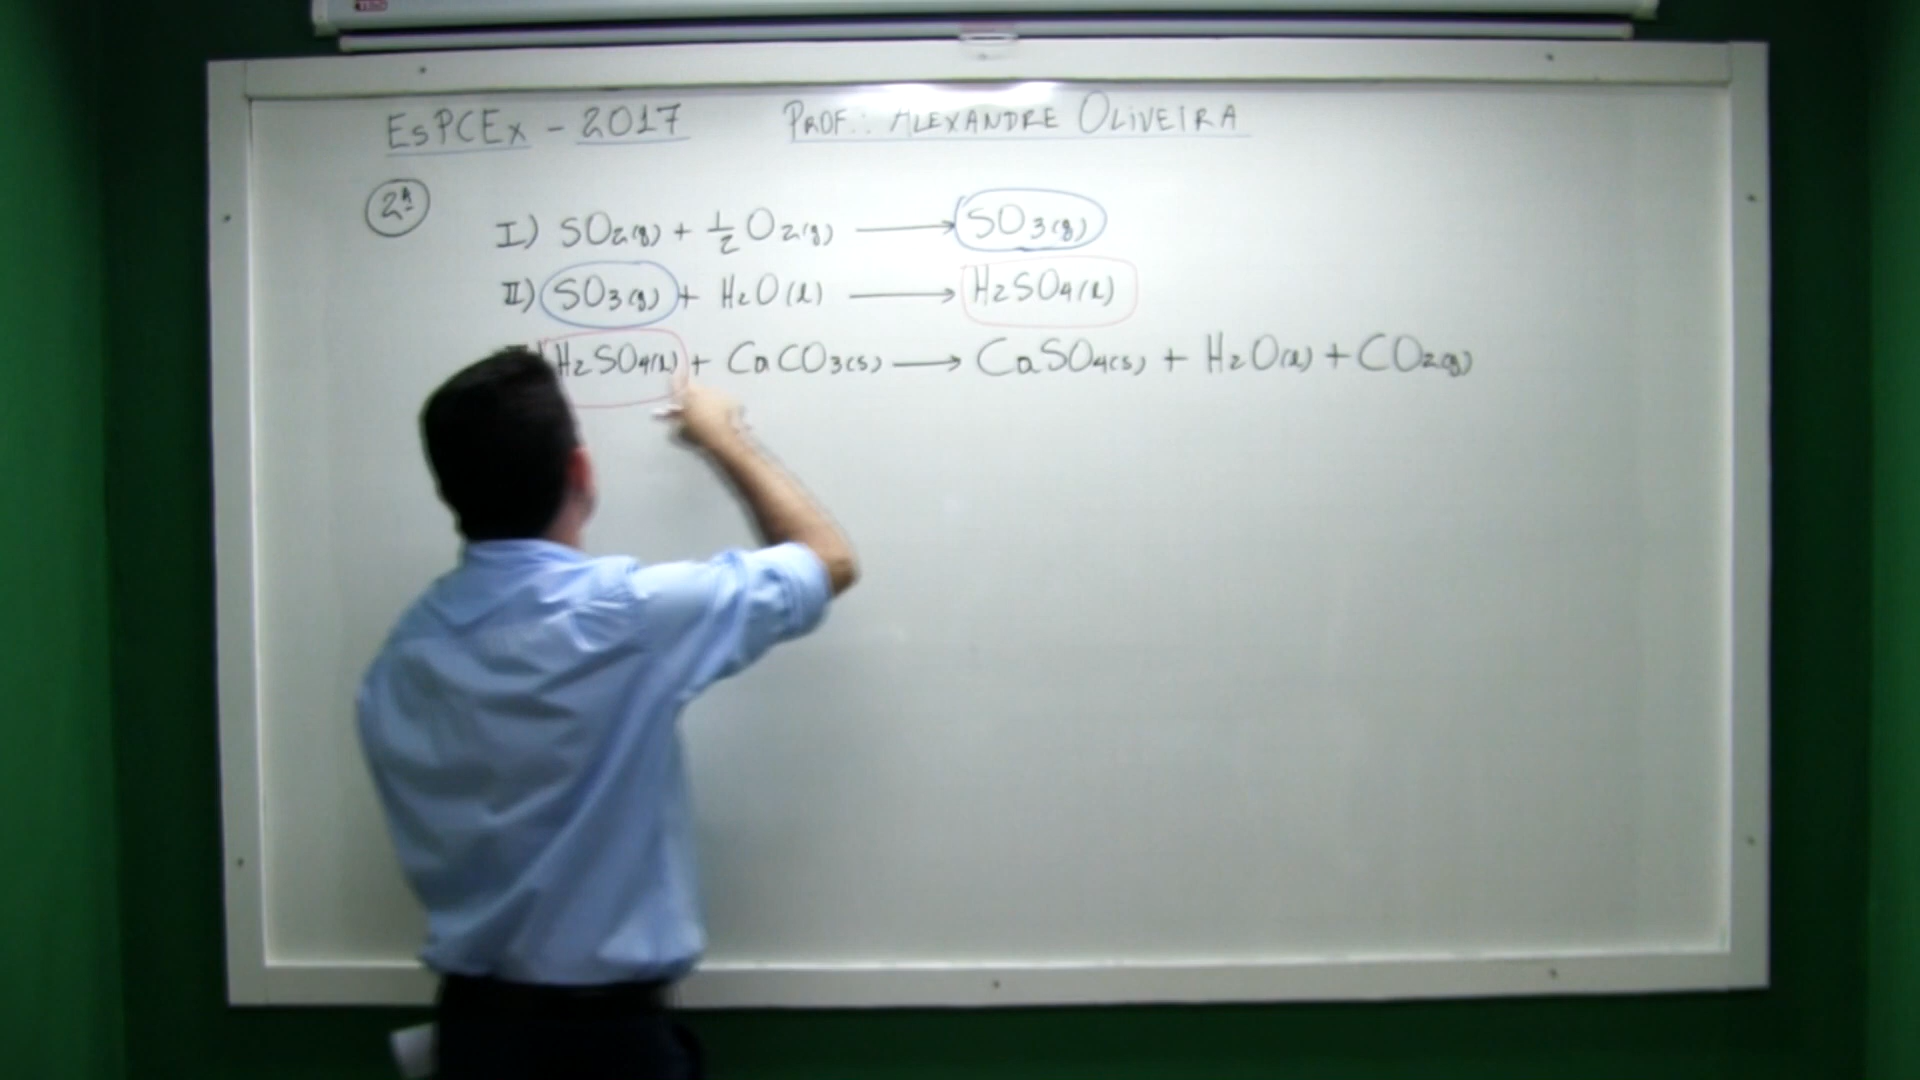 EsPCEx - 2017 PROF.: ALEXANDRE OLIVEIRA
2ª
I) SO2(g) + 1/2 O2(g) ⟶ SO3(g)
II) SO3(g) + H2O(l) ⟶ H2SO4(l)
H2SO4(l) + CaCO3(s) ⟶ CaSO4(s) + H2O(l) + CO2(g)